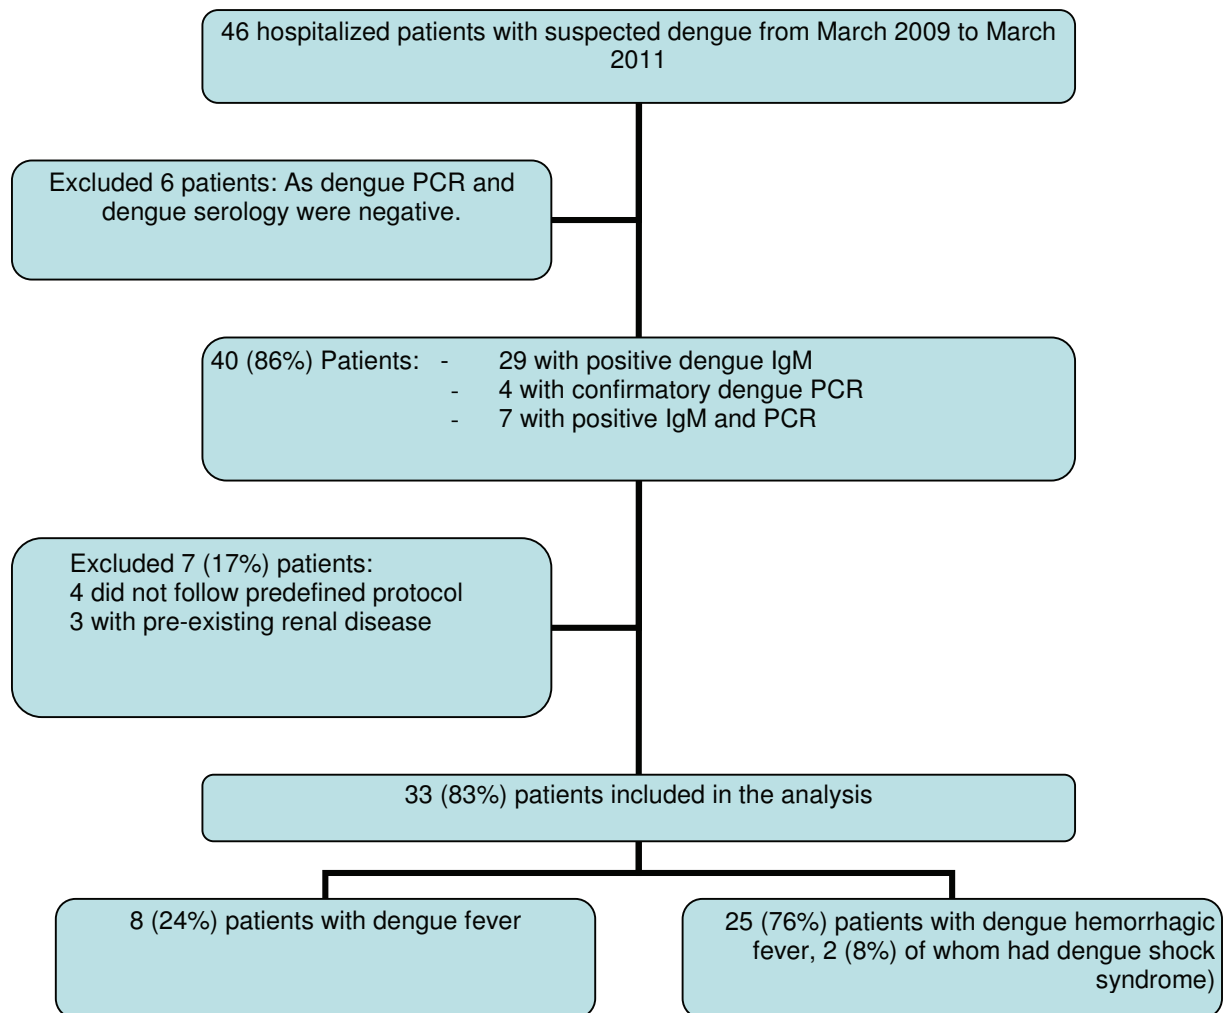 46 hospitalized patients with suspected dengue from March 2009 to March
2011
Excluded 6 patients: As dengue PCR and
dengue serology were negative.
40 (86%) Patients: - 29 with positive dengue IgM
- 4 with confirmatory dengue PCR
- 7 with positive IgM and PCR
Excluded 7 (17%) patients:
4 did not follow predefined protocol
3 with pre-existing renal disease
33 (83%) patients included in the analysis
8 (24%) patients with dengue fever
25 (76%) patients with dengue hemorrhagic
fever, 2 (8%) of whom had dengue shock
syndrome)